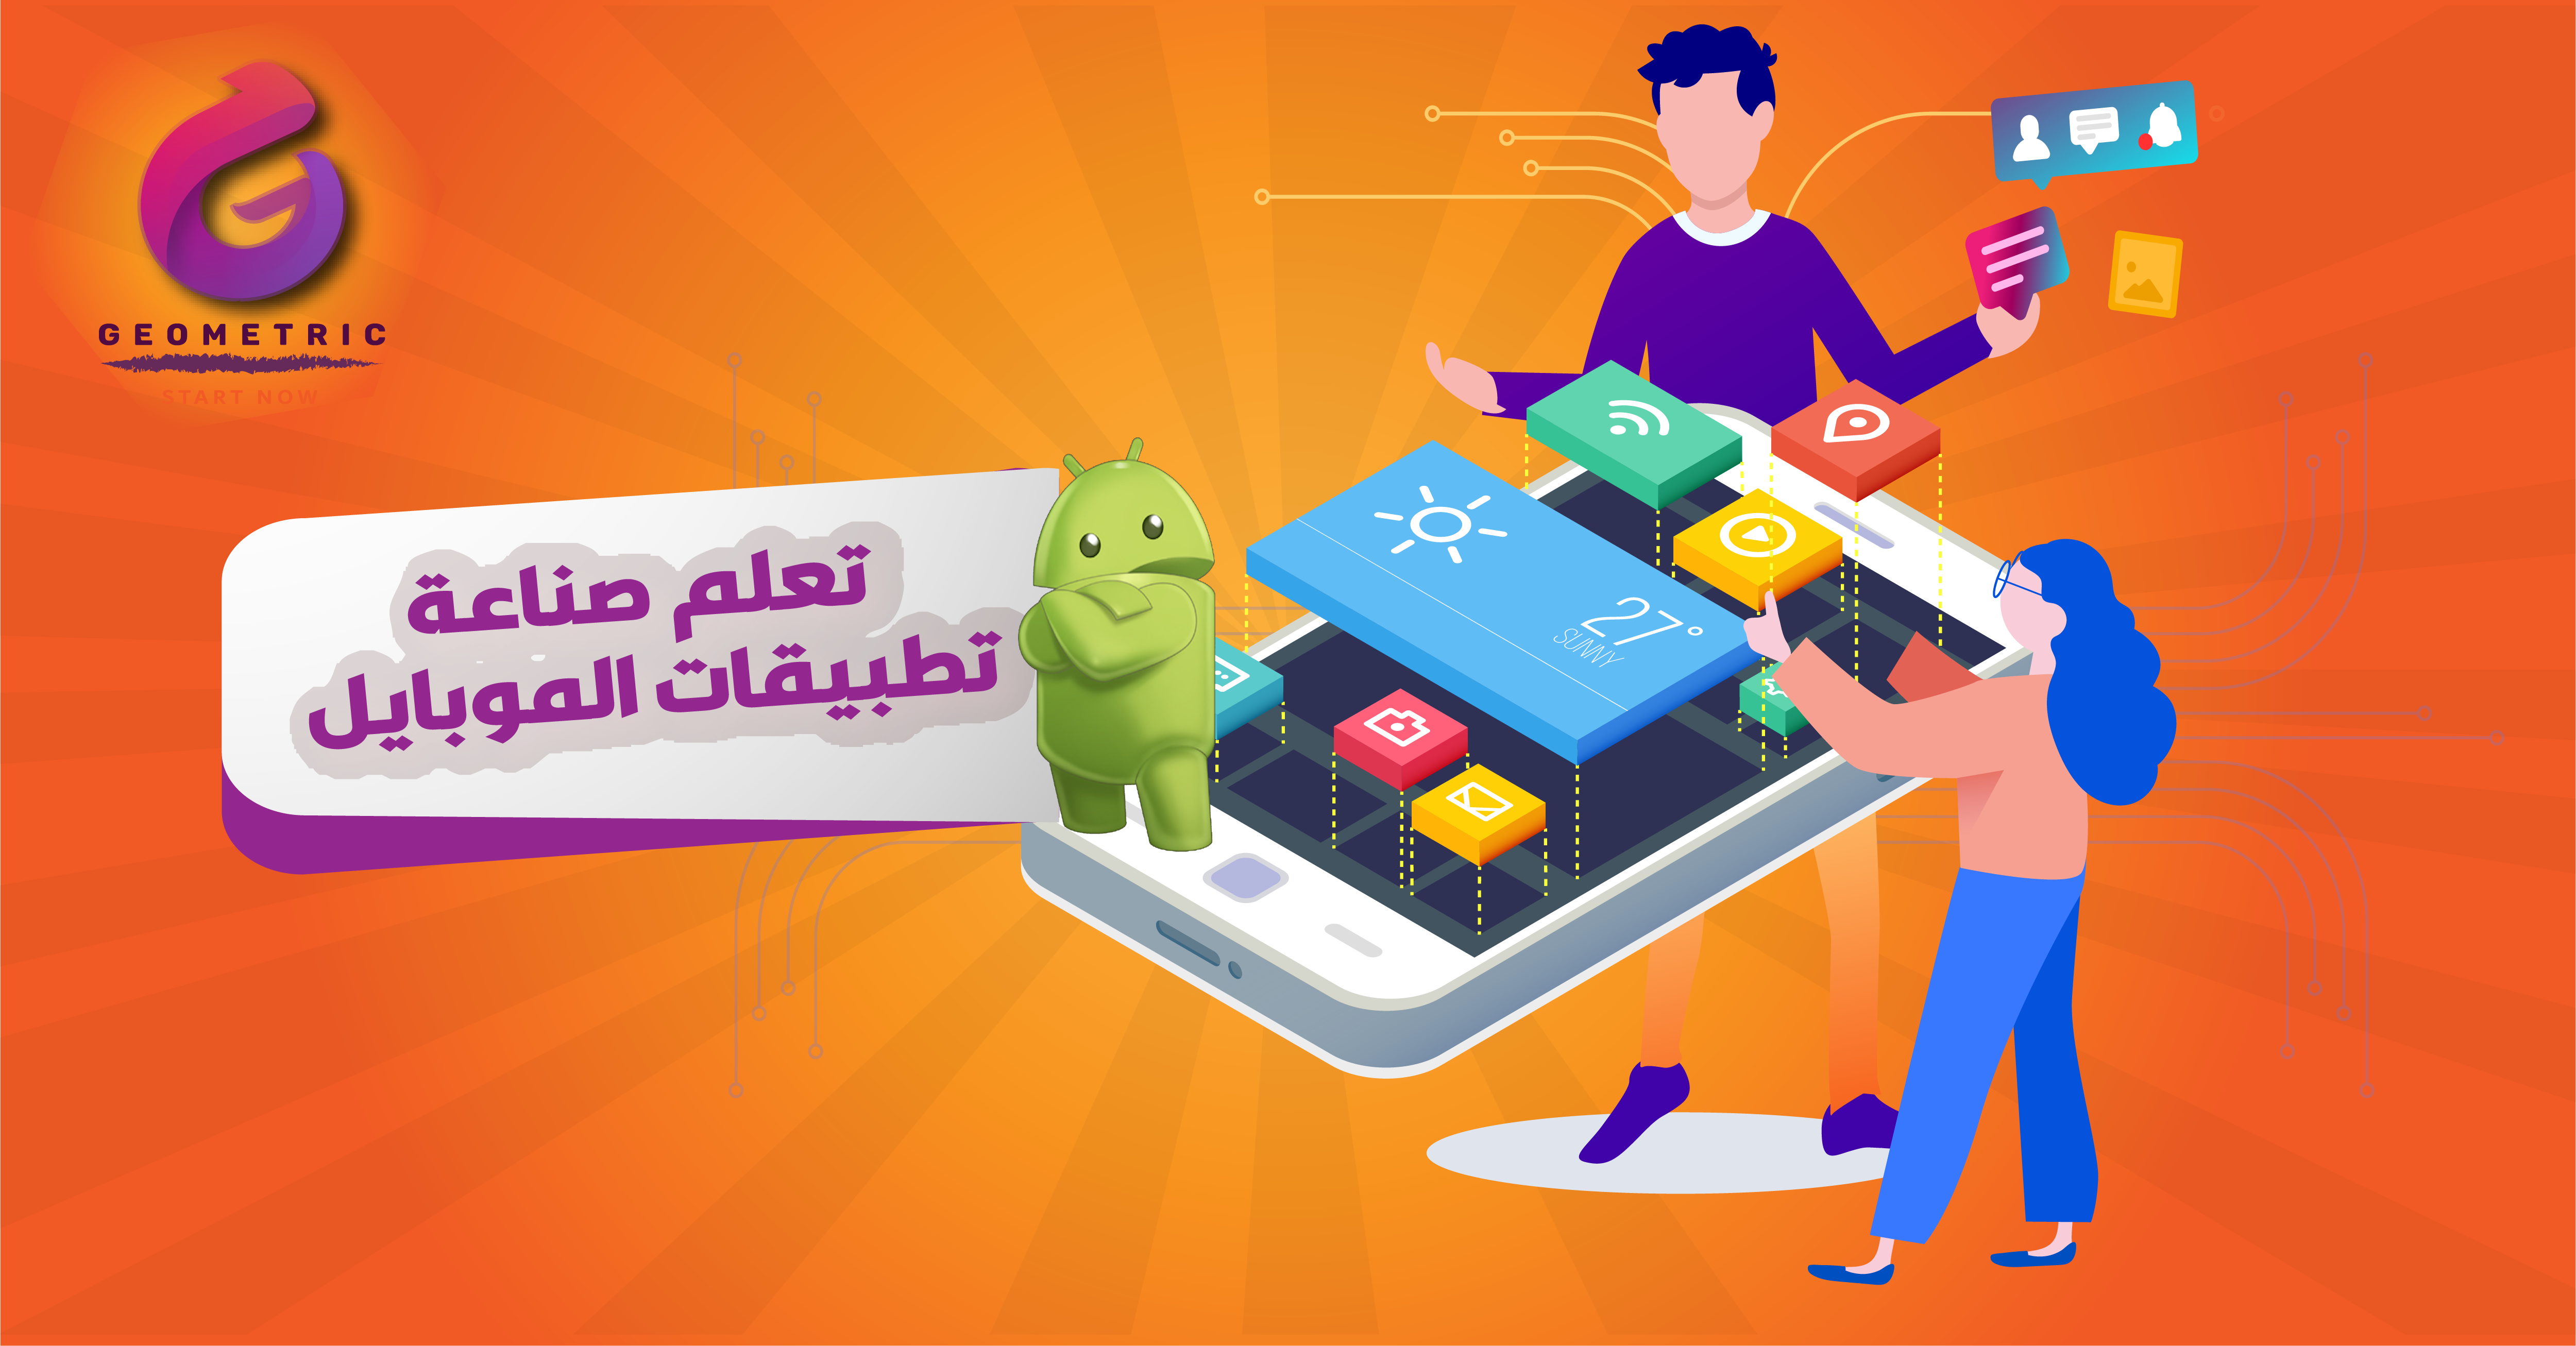 GEOMETRIC
START NOW
تعلم صناعة
تطبيقات الموبايل
27°
SUNNY